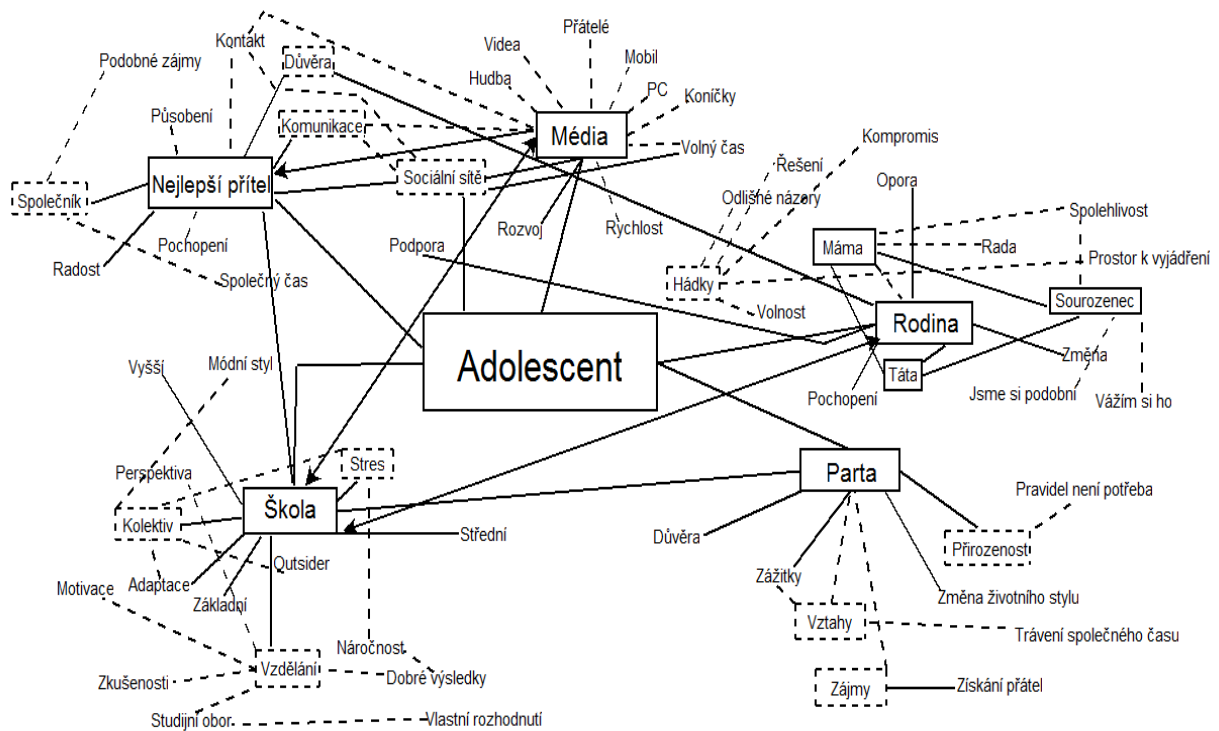 Přátelé
Kontakt
Videa
Podobné zájmy
Důvěra
Mobil
Hudba
PC
Koníčky
Působení
Komunikace
Média
Kompromis
Volný čas
Řešení
Nejlepší přítel
Sociální sítě
Opora
Společník
Odlišné názory
Spolehlivost
Rozvoj
Rychlost
Pochopení
Podpora
Máma
Rada
Radost
Prostor k vyjádření
Společný čas
Hádky
Sourozenec
Volnost
Rodina
Adolescent
Změna
Módní styl
Vyšší
Táta
Jsme si podobní
Pochopení
Vážím si ho
Perspektiva
Stres
Parta
Pravidel není potřeba
Škola
Kolektiv
Střední
Důvěra
Přirozenost
Outsider
Adaptace
Zážitky
Motivace
Základní
Změna životního stylu
Vztahy
Trávení společného času
Náročnost
Vzdělání
Zkušenosti
Dobré výsledky
Zájmy
Získání přátel
Studijní obor
Vlastní rozhodnutí